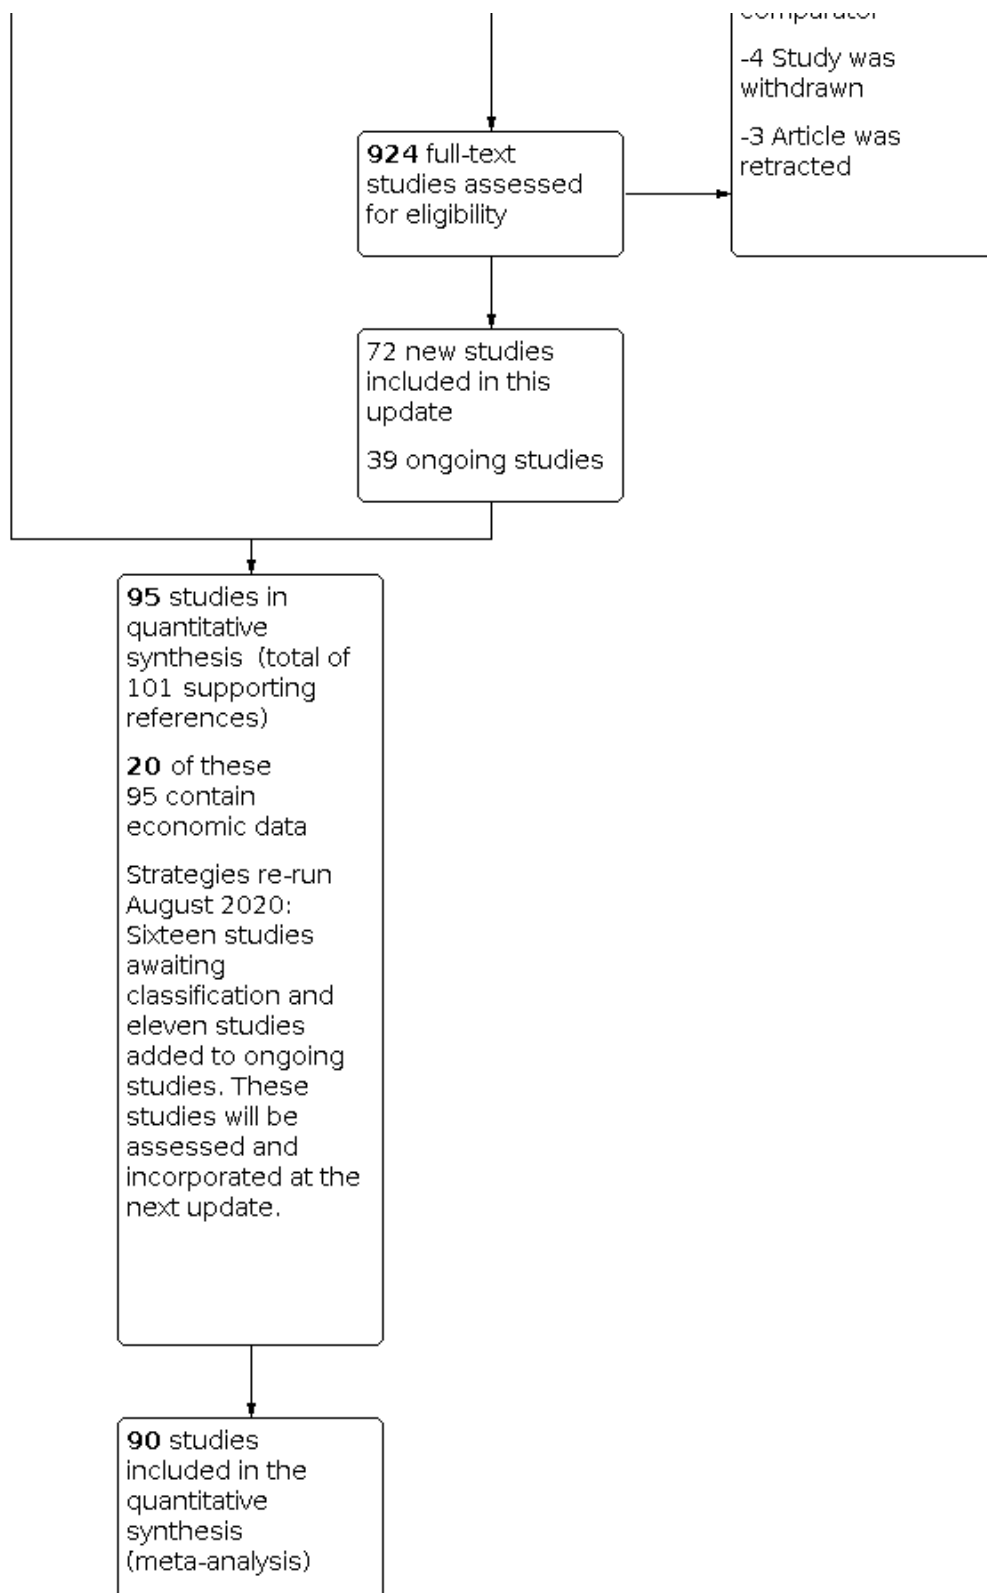 comparator
-4 Study was
withdrawn
-3 Article was
retracted
924 full-text
studies assessed
for eligibility
72 new studies
included in this
update
39 ongoing studies
95 studies in
quantitative
synthesis (total of
101 supporting
references)
20 of these
95 contain
economic data
Strategies re-run
August 2020:
Sixteen studies
awaiting
classification and
eleven studies
added to ongoing
studies. These
studies will be
assessed and
incorporated at the
next update.
90 studies
included in the
quantitative
synthesis
(meta-analysis)